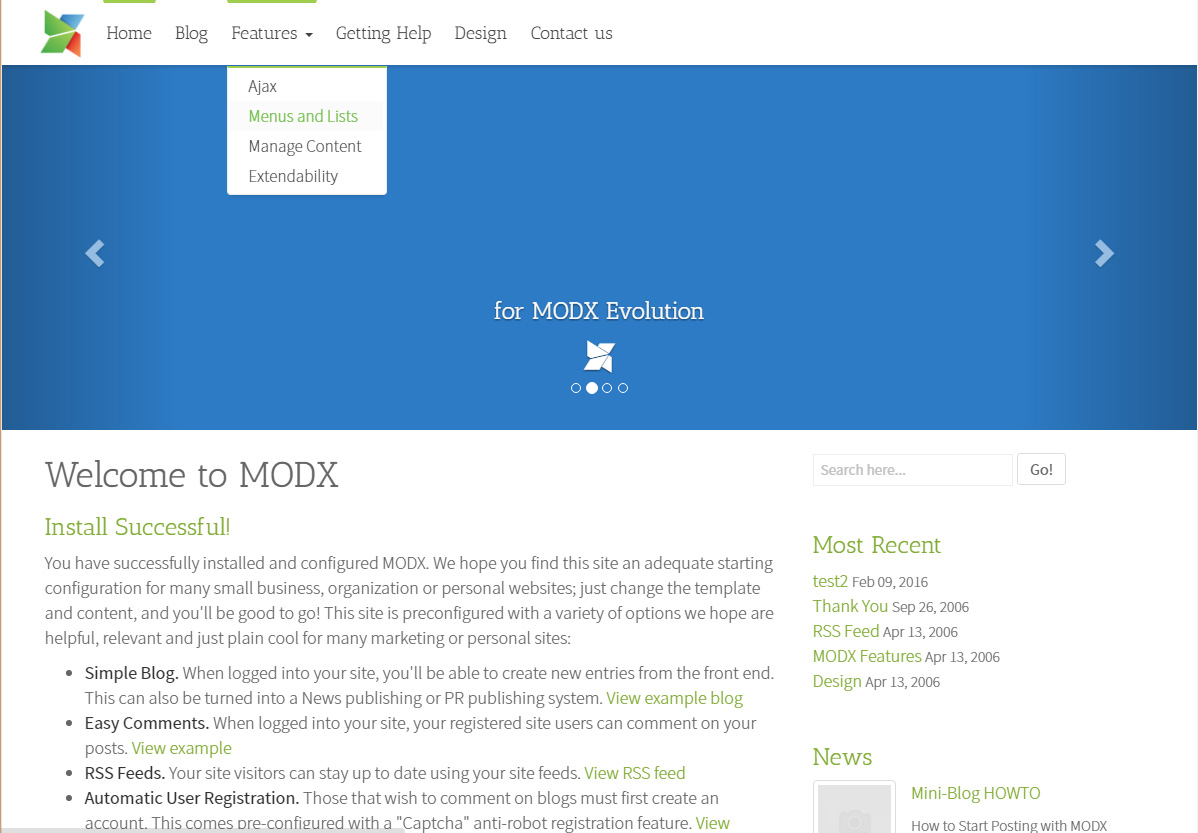 Home Blog Features Getting Help Design Contact us
Ajax
Menus and Lists
Manage Content
Extendability
for MODX Evolution
Welcome to MODX
Install Successful!
You have successfully installed and configured MODX. We hope you find this site an adequate starting
configuration for many small business, organization or personal websites; just change the template
and content, and you'll be good to go! This site is preconfigured with a variety of options we hope are
helpful, relevant and just plain cool for many marketing or personal sites:
Simple Blog. When logged into your site, you'll be able to create new entries from the front end.
This can also be turned into a News publishing or PR publishing system. View example blog
Easy Comments. When logged into your site, your registered site users can comment on your
posts. View example
RSS Feeds. Your site visitors can stay up to date using your site feeds. View RSS feed
Automatic User Registration. Those that wish to comment on blogs must first create an
account. This comes pre-configured with a "Captcha" anti-robot registration feature. View
Search here... Go!
Most Recent
test2 Feb 09, 2016
Thank You Sep 26, 2006
RSS Feed Apr 13, 2006
MODX Features Apr 13, 2006
Design Apr 13, 2006
News
Mini-Blog HOWTO
How to Start Posting with MODX